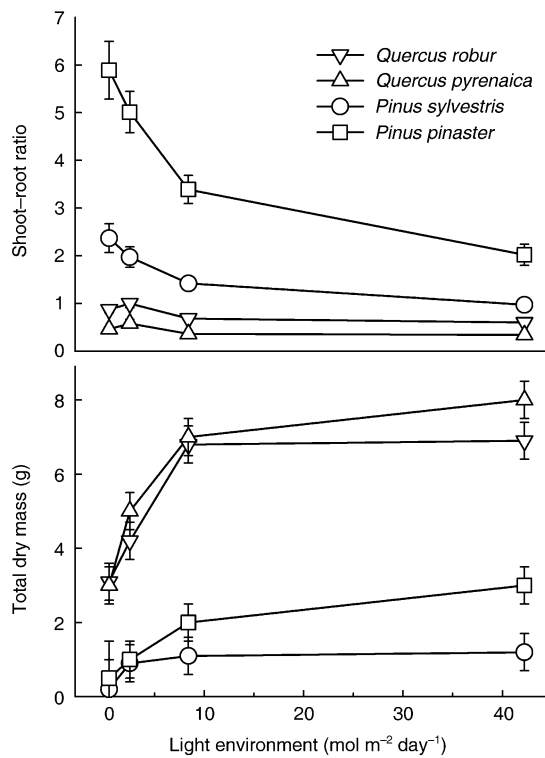 7
6
5
4
3
2
1
0
Shoot–root ratio
Quercus robur
Quercus pyrenaica
Pinus sylvestris
Pinus pinaster
8
6
4
2
0
Total dry mass (g)
0 10 20 30 40
Light environment (mol m⁻² day⁻¹)